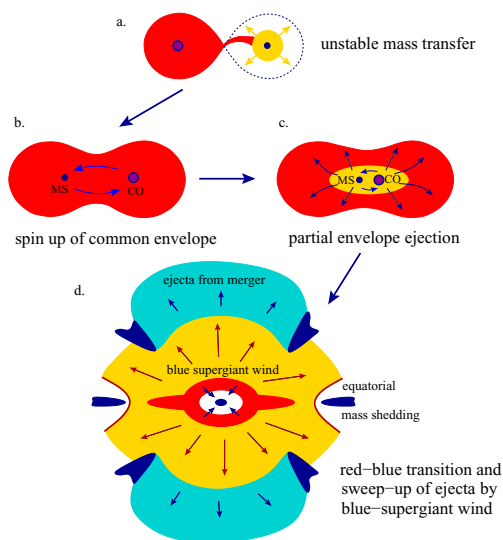 a.
unstable mass transfer
b.
c.
MS
CO
MS
CO
spin up of common envelope
partial envelope ejection
d.
ejecta from merger
blue supergiant wind
equatorial
mass shedding
red−blue transition and
sweep−up of ejecta by
blue−supergiant wind